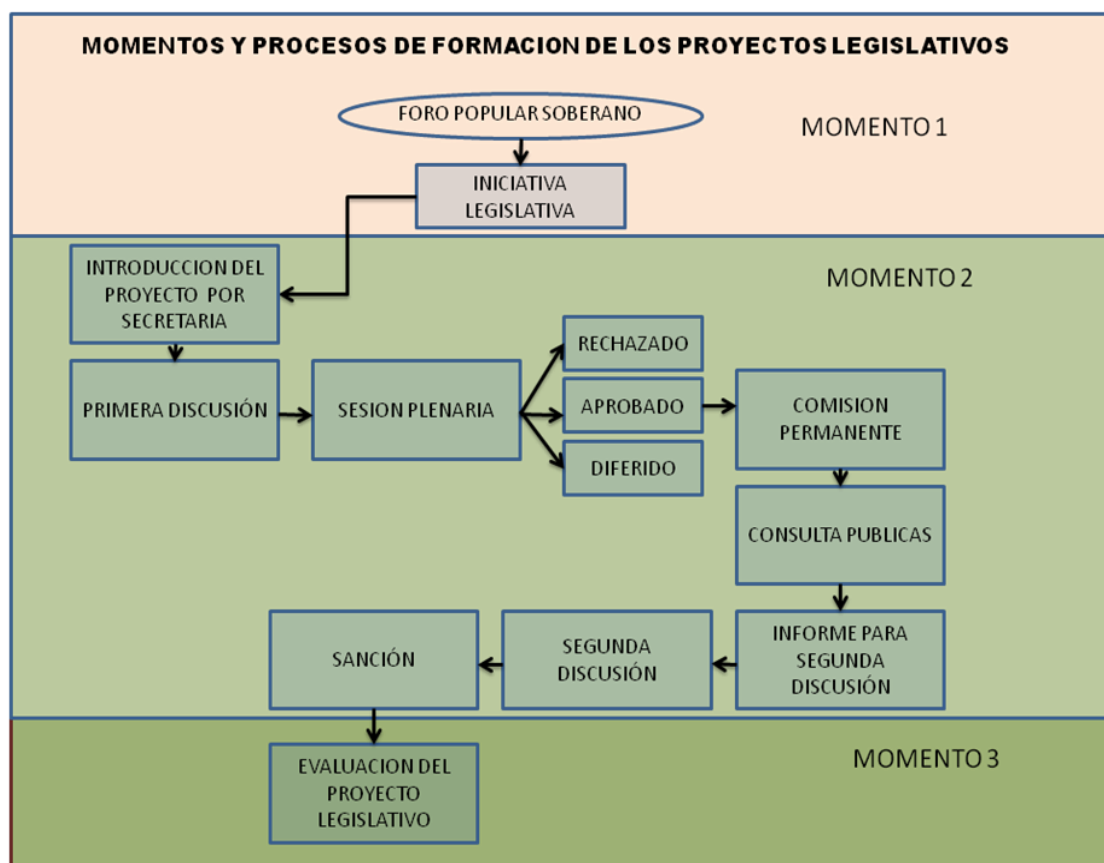 MOMENTOS Y PROCESOS DE FORMACION DE LOS PROYECTOS LEGISLATIVOS
FORO POPULAR SOBERANO
MOMENTO 1
INICIATIVA
LEGISLATIVA
MOMENTO 2
INTRODUCCION DEL
PROYECTO POR
SECRETARIA
PRIMERA DISCUSIÓN
SESION PLENARIA
RECHAZADO
APROBADO
DIFERIDO
COMISION
PERMANENTE
CONSULTA PUBLICAS
INFORME PARA
SEGUNDA
DISCUSIÓN
SEGUNDA
DISCUSIÓN
SANCIÓN
MOMENTO 3
EVALUACION DEL
PROYECTO
LEGISLATIVO